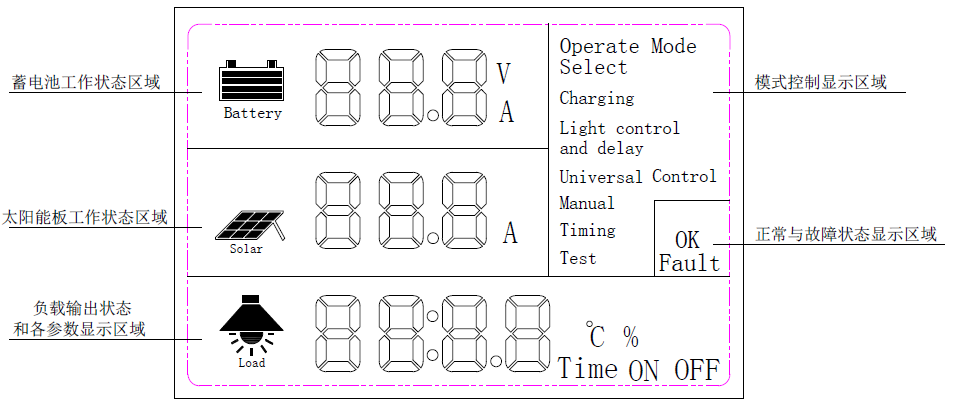 蓄电池工作状态区域
太阳能板工作状态区域
负载输出状态
和各参数显示区域
Battery
888
V
A
Solar
888
A
Load
8888
℃ %
Time ON OFF
Operate Mode
Select
Charging
Light control
and delay
Universal Control
Manual
Timing
Test
OK
Fault
模式控制显示区域
正常与故障状态显示区域